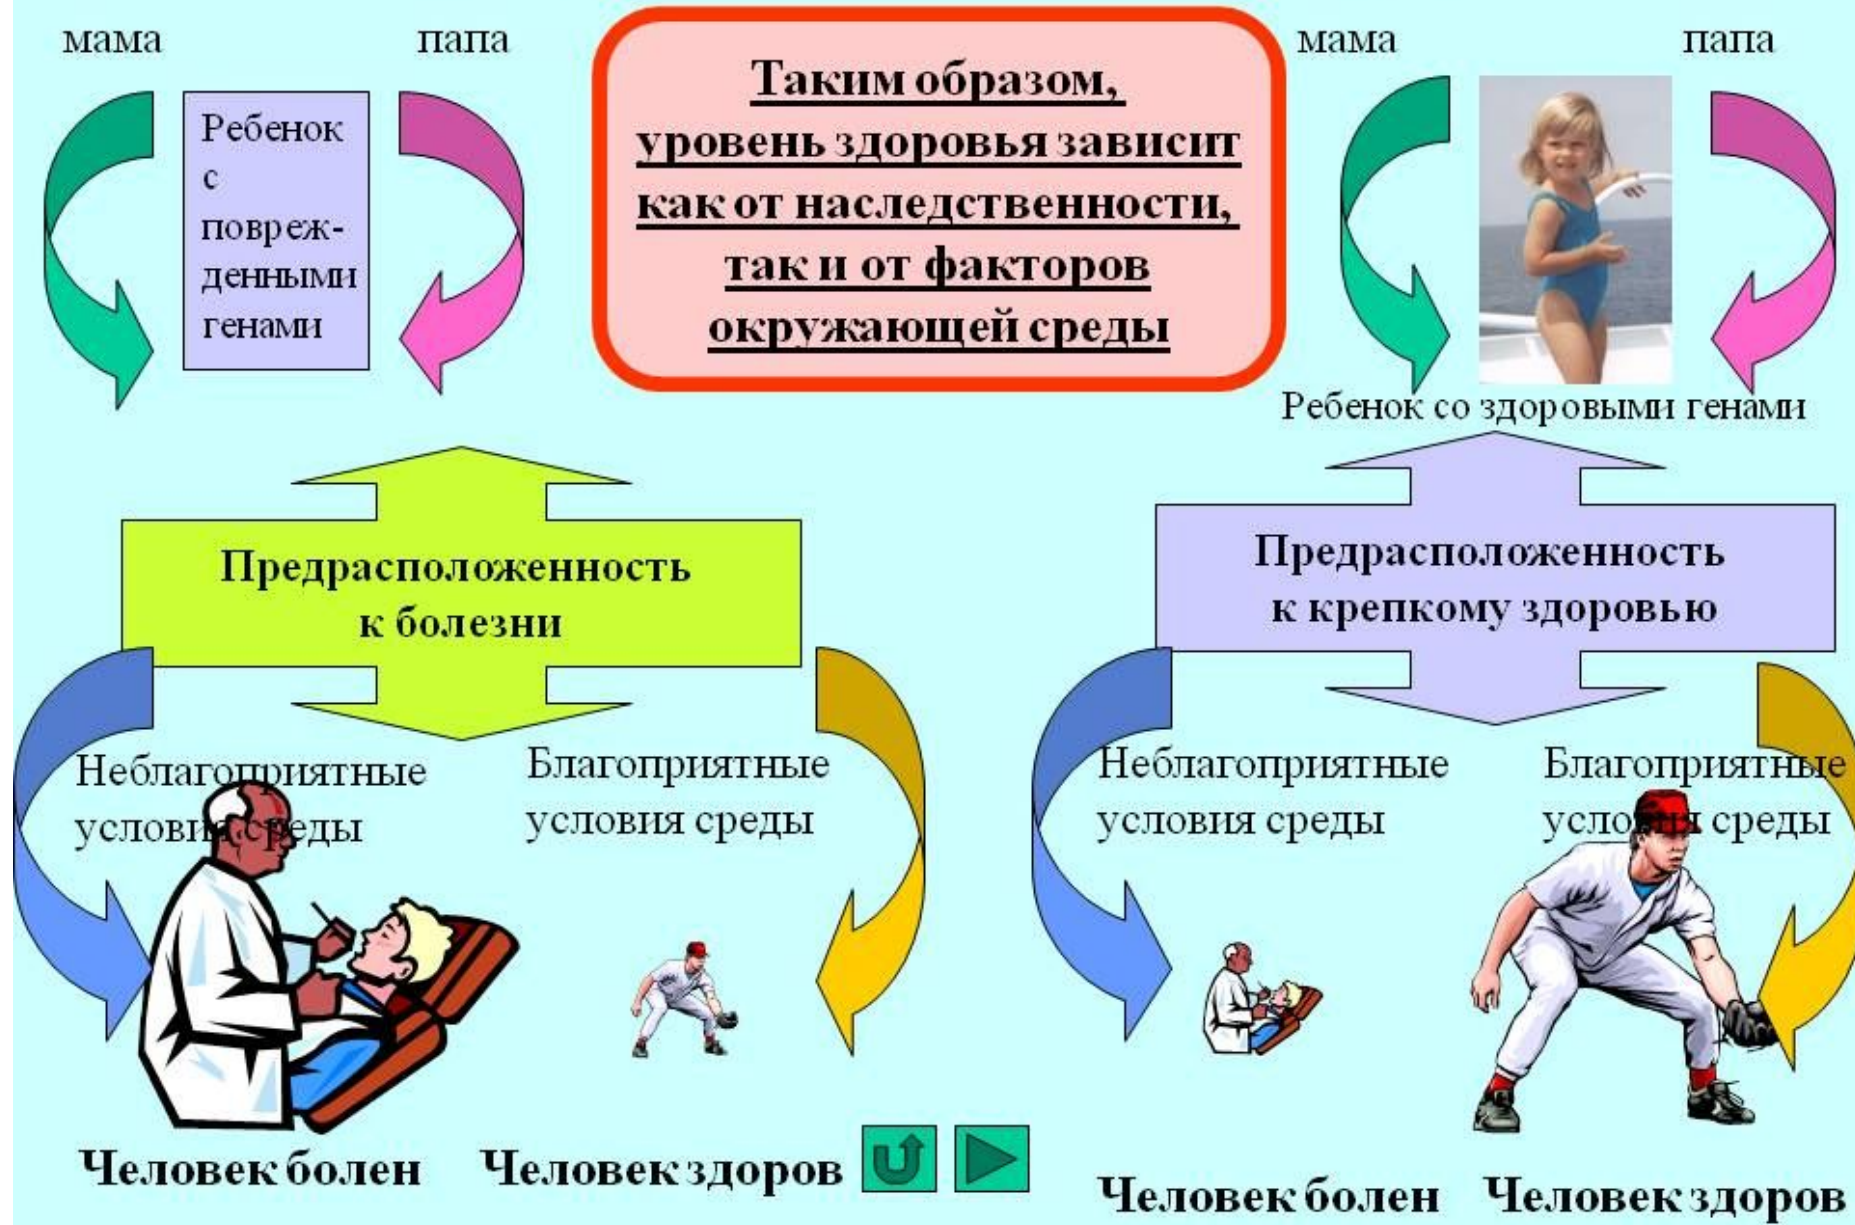 мама
папа
Ребенок
с
повреж-
денными
генами
Таким образом,
уровень здоровья зависит
как от наследственности,
так и от факторов
окружающей среды
мама
папа
Ребенок со здоровыми генами
Предрасположенность
к болезни
Предрасположенность
к крепкому здоровью
Неблагоприятные
условия среды
Благоприятные
условия среды
Неблагоприятные
условия среды
Благоприятные
условия среды
Человек болен
Человек здоров
Человек болен
Человек здоров